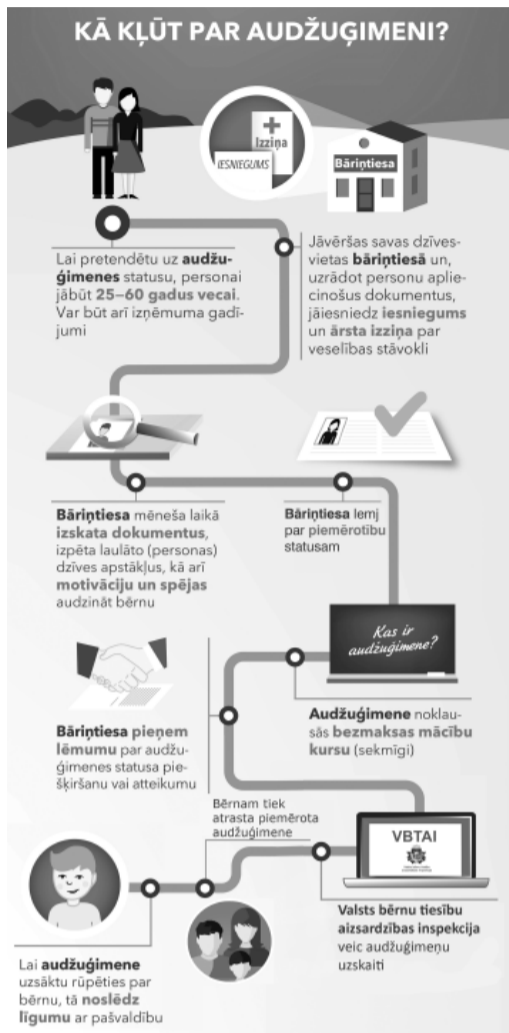 KĀ KĻŪT PAR AUDŽUĢIMENI?
Izziņa
IESNIEGUMS
Bāriņtiesa
Lai pretendētu uz audžu-
ģimenes statusu, personai
jābūt 25–60 gadus vecai.
Var būt arī izņēmuma gadī-
jumi
Jāvēršas savas dzīves-
vietas bāriņtiesā un,
uzrādot personu aplie-
cinošus dokumentus,
jāiesniedz iesniegums
un ārsta izziņa par
veselības stāvokli
Bāriņtiesa mēneša laikā
izskata dokumentus,
izpēta laulāto (personas)
dzīves apstākļus, kā arī
motivāciju un spējas
audzināt bērnu
Bāriņtiesa lemj
par piemērotību
statusam
Kas ir
audžuģimene?
Audžuģimene noklau-
sās bezmaksas mācību
kursu (sekmīgi)
Bāriņtiesa pieņem
lēmumu par audžu-
ģimenes statusa pie-
šķiršanu vai atteikumu
VBTAI
Valsts bērnu tiesību
aizsardzības inspekcija
veic audžuģimeņu
uzskaiti
Bērnam tiek
atrasta piemērota
audžuģimene
Lai audžuģimene
uzsāktu rūpēties par
bērnu, tā noslēdz
līgumu ar pašvaldību